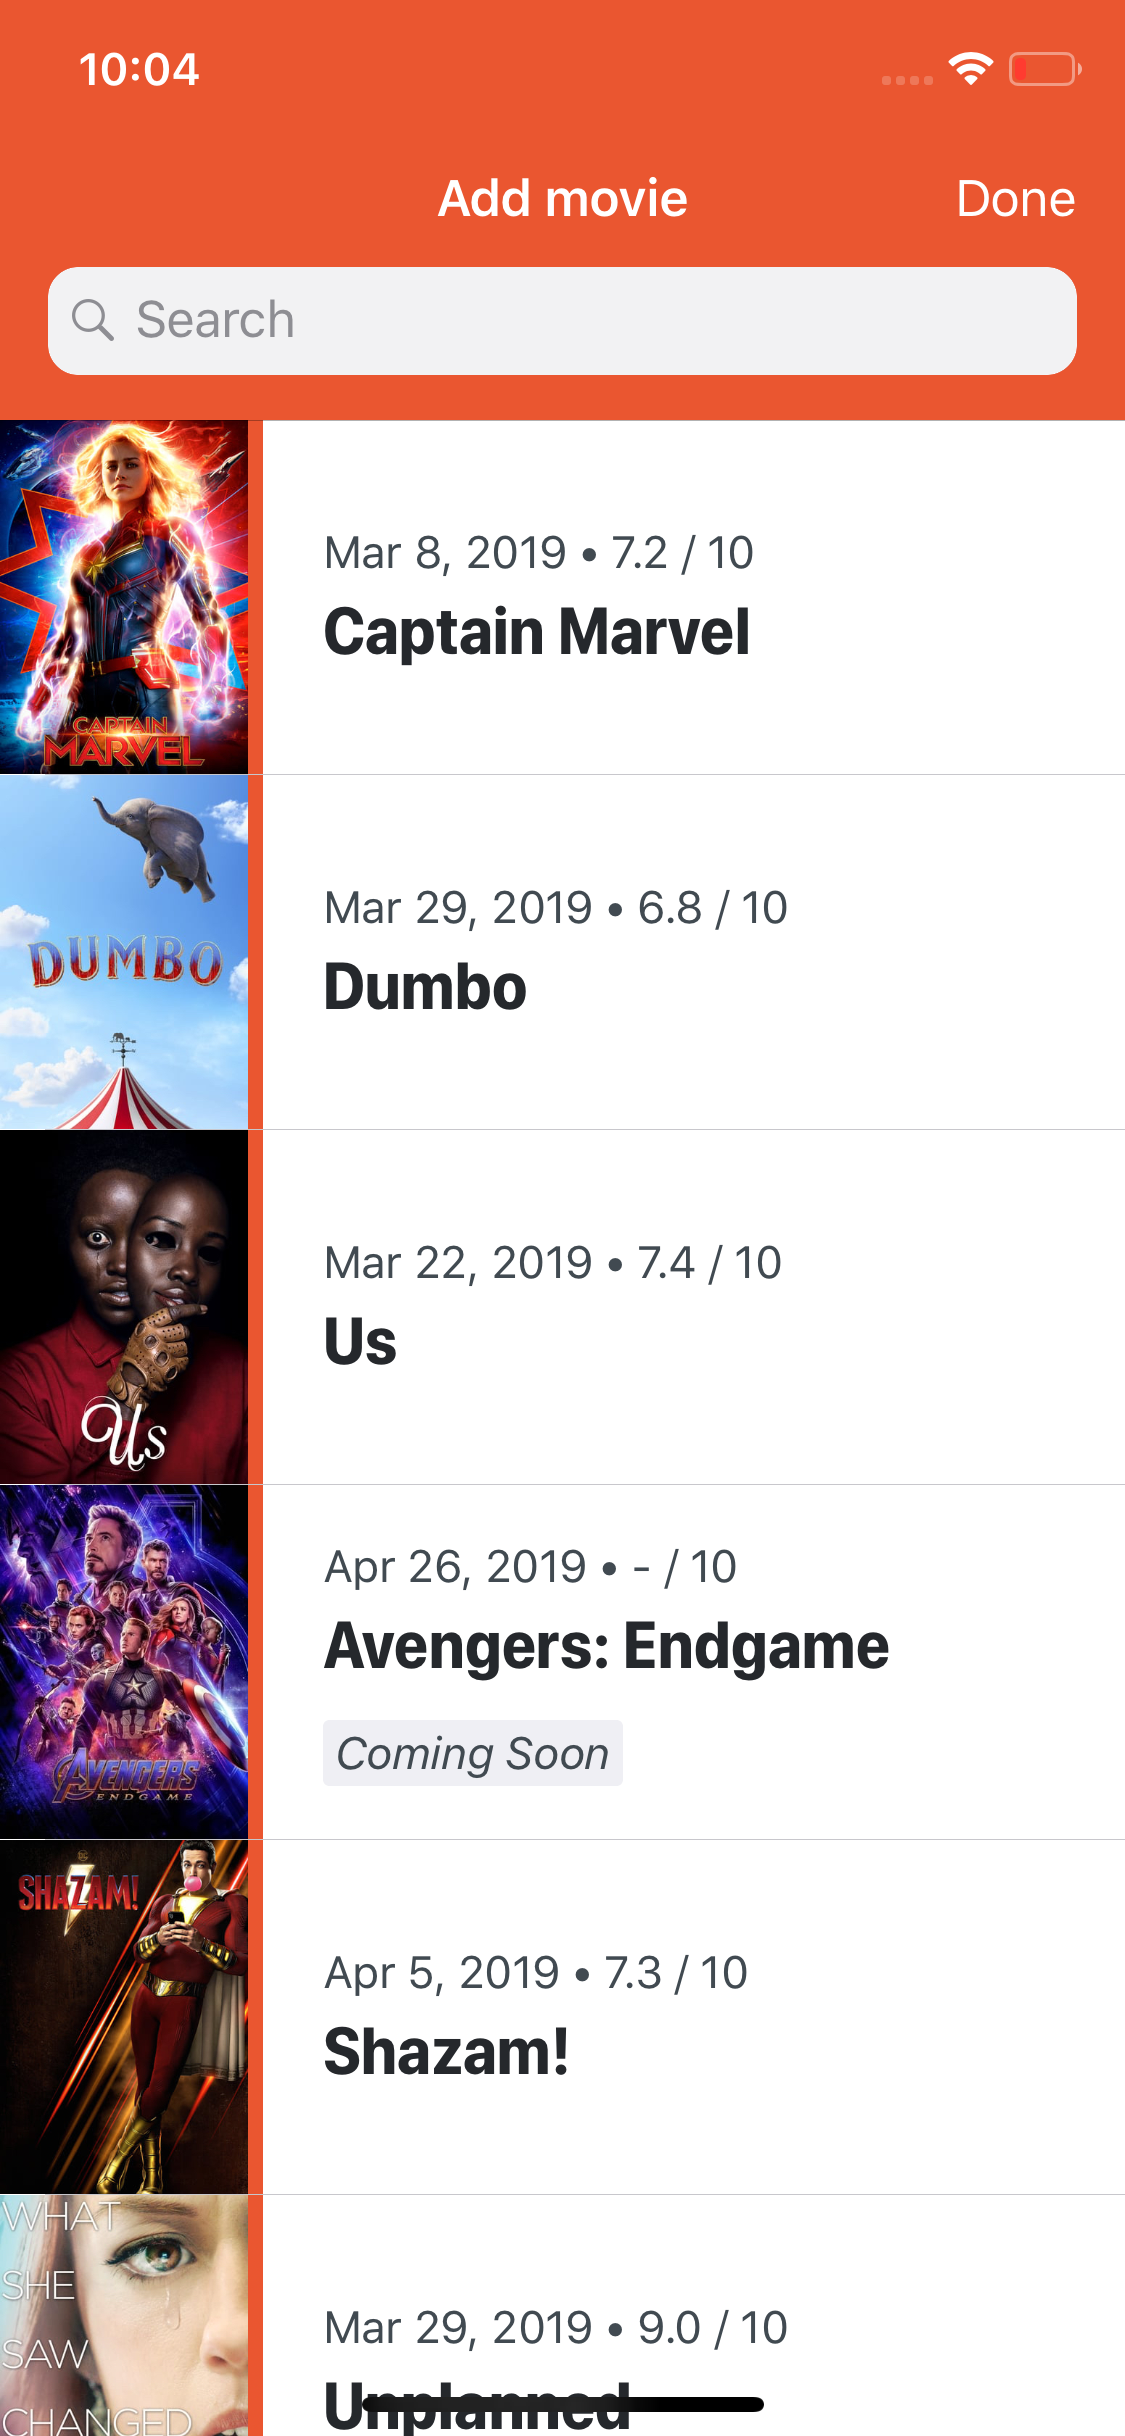 10:04
Add movie
Done
Search
CAPTAIN
MARVEL
Mar 8, 2019 • 7.2 / 10
Captain Marvel
DUMBO
Mar 29, 2019 • 6.8 / 10
Dumbo
Us
Mar 22, 2019 • 7.4 / 10
Us
AVENGERS
ENDGAME
Apr 26, 2019 • - / 10
Avengers: Endgame
Coming Soon
SHAZAM!
Apr 5, 2019 • 7.3 / 10
Shazam!
WHAT
SHE
SAW
CHANGED
Mar 29, 2019 • 9.0 / 10
Unplanned